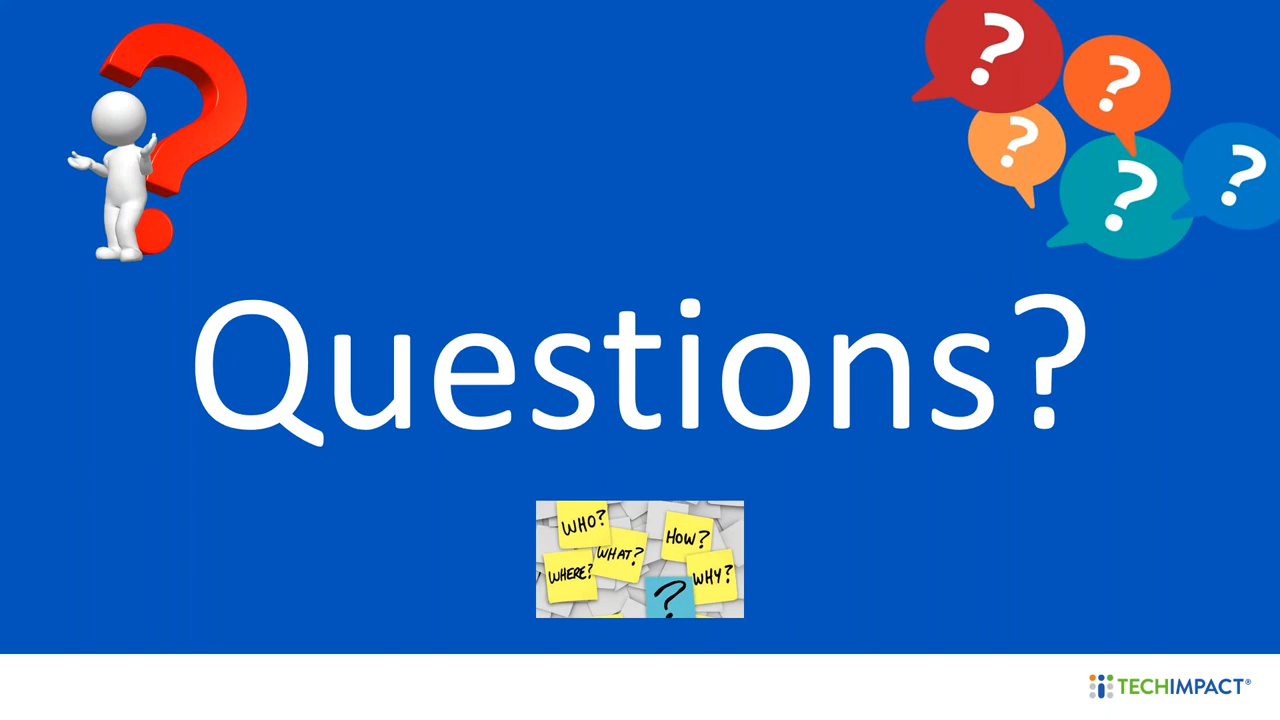 ?
? ? ? ? ?
Questions?
WHO?
WHAT?
HOW?
WHERE?
WHY?
?
TECHIMPACT®